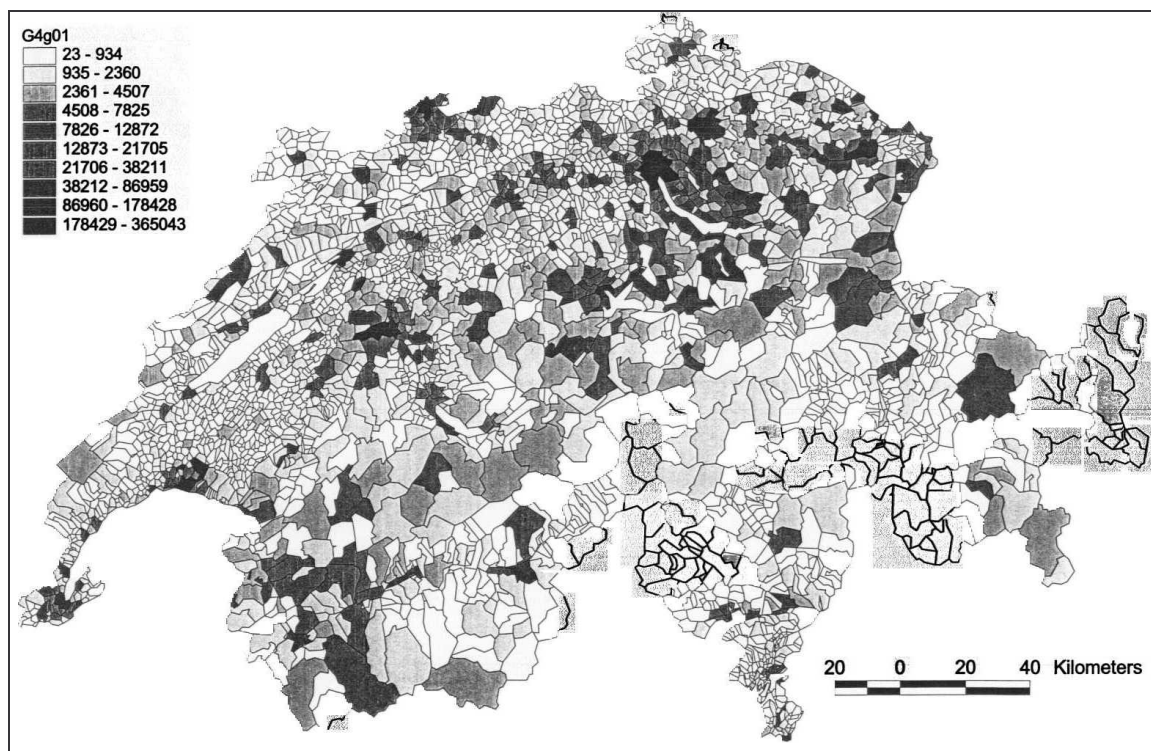 G4g01
23 - 934
935 - 2360
2361 - 4507
4508 - 7825
7826 - 12872
12873 - 21705
21706 - 38211
38212 - 86959
86960 - 178428
178429 - 365043
20 0 20 40 Kilometers